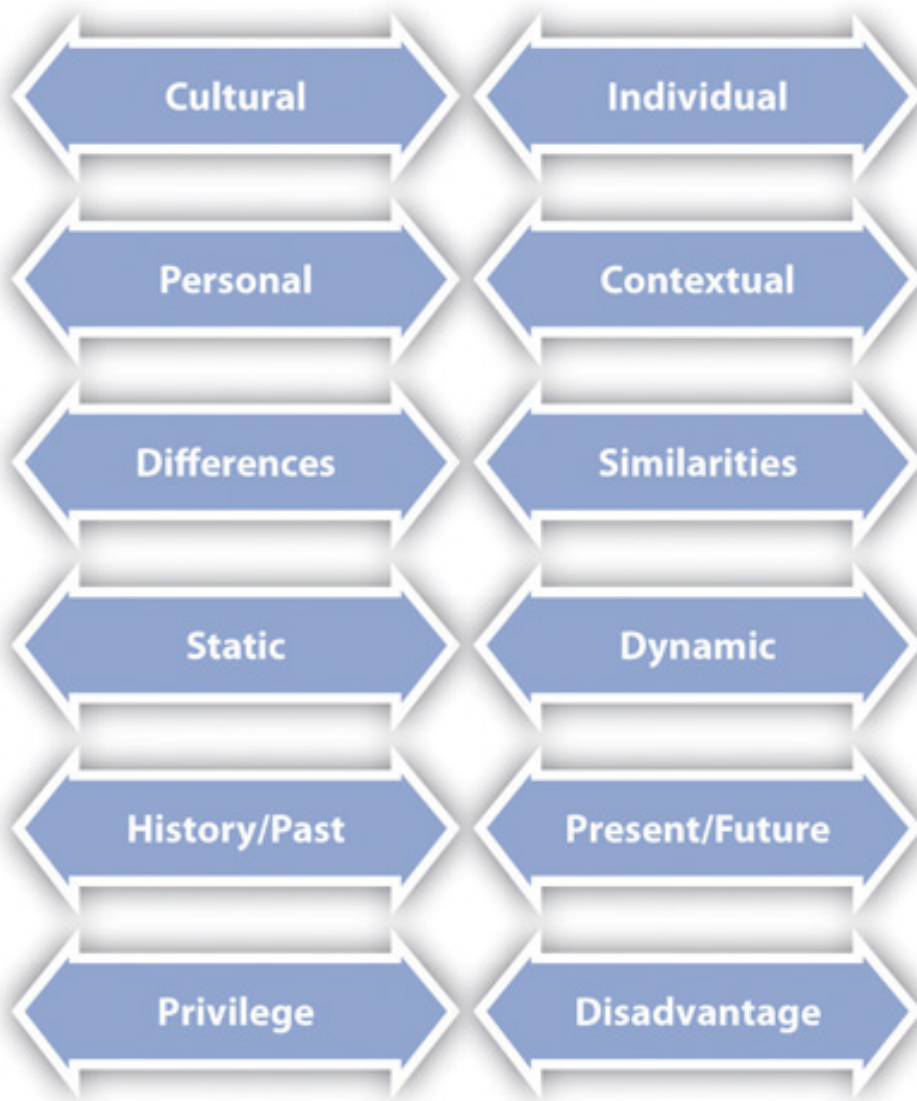 Cultural
Individual
Personal
Contextual
Differences
Similarities
Static
Dynamic
History/Past
Present/Future
Privilege
Disadvantage